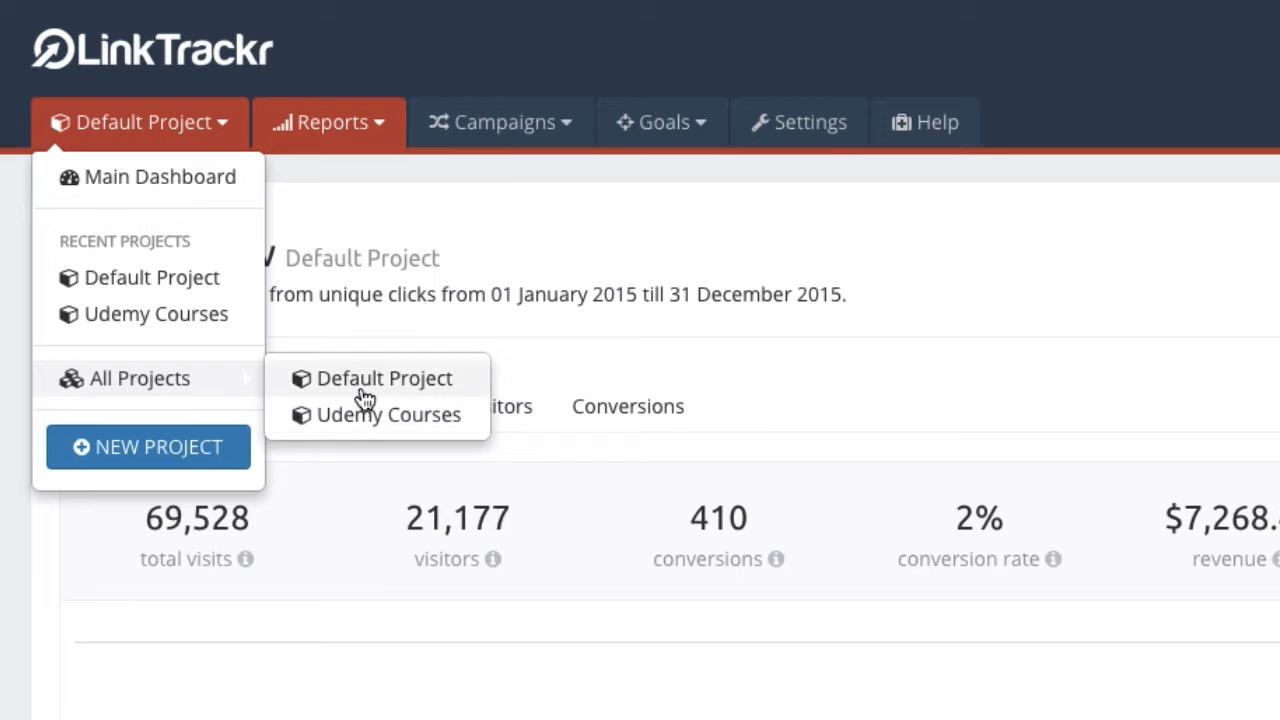 LinkTrackr
Default Project Reports Campaigns Goals Settings Help
Main Dashboard
RECENT PROJECTS
Default Project
Default Project
from unique clicks from 01 January 2015 till 31 December 2015.
Udemy Courses
All Projects
Default Project
Udemy Courses
Conversions
NEW PROJECT
69,528 21,177 410 2% $7,268.
total visits visitors conversions conversion rate revenue